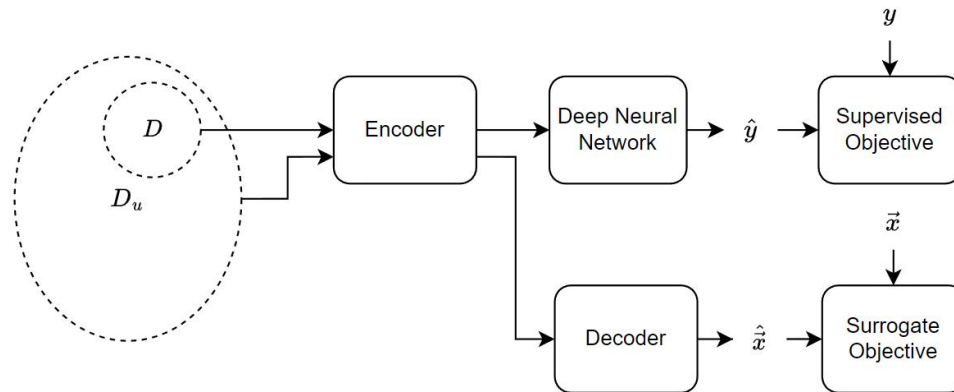 y
D
Encoder
Deep Neural
Network
ŷ
Supervised
Objective
D_u
x⃗
Decoder
x⃗̂
Surrogate
Objective